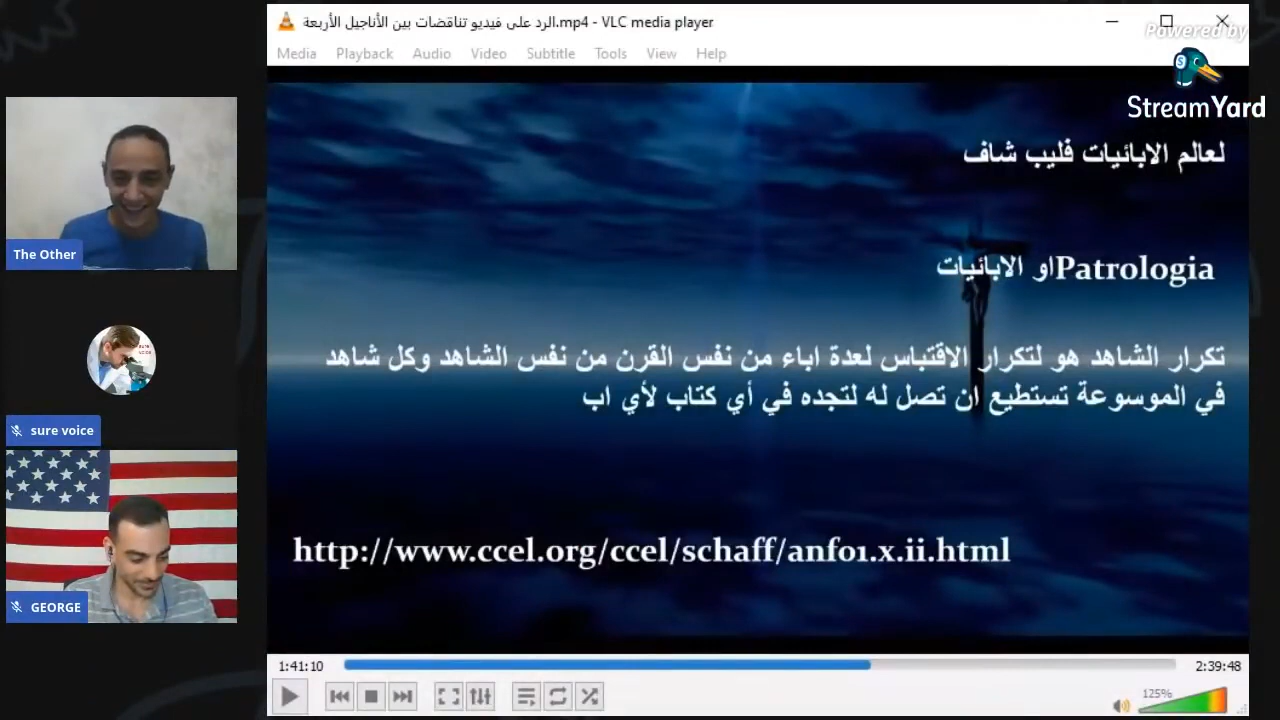 الرد على فيديو تناقضات بين الأناجيل الأربعة.mp4 - VLC media player
Media Playback Audio Video Subtitle Tools View Help
Powered by
StreamYard
لعالم الابائيات فليب شاف
Patrologiaاو الابائيات
تكرار الشاهد هو لتكرار الاقتباس لعدة اباء من نفس القرن من نفس الشاهد وكل شاهد
في الموسوعة تستطيع ان تصل له لتجده في أي كتاب لأي اب
http://www.ccel.org/ccel/schaff/anf01.x.ii.html
The Other
sure voice
GEORGE
1:41:10
2:39:48
125%